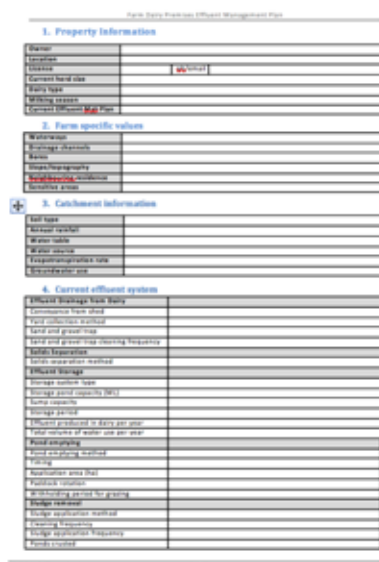 Farm Dairy Premises Effluent Management Plan
1. Property Information
Owner
Location
Licence
Current herd size
Dairy type
Milking season
Current Effluent Mgt Plan
2. Farm specific values
Waterways
Drainage channels
Bores
Slope/topography
Neighbouring residence
Sensitive areas
3. Catchment information
Soil type
Annual rainfall
Water table
Water source
Evapotranspiration rate
Groundwater use
4. Current effluent system
Effluent Drainage from Dairy
Conveyance from shed
Yard collection method
Sand and gravel trap
Sand and gravel trap cleaning frequency
Solids Separation
Solids separation method
Effluent Storage
Storage system type
Storage pond capacity (ML)
Sump capacity
Storage period
Effluent produced in dairy per year
Total volume of water use per year
Pond emptying
Pond emptying method
Timing
Application area (ha)
Paddock rotation
Withholding period for grazing
Sludge removal
Sludge application method
Cleaning frequency
Sludge application frequency
Ponds crusted